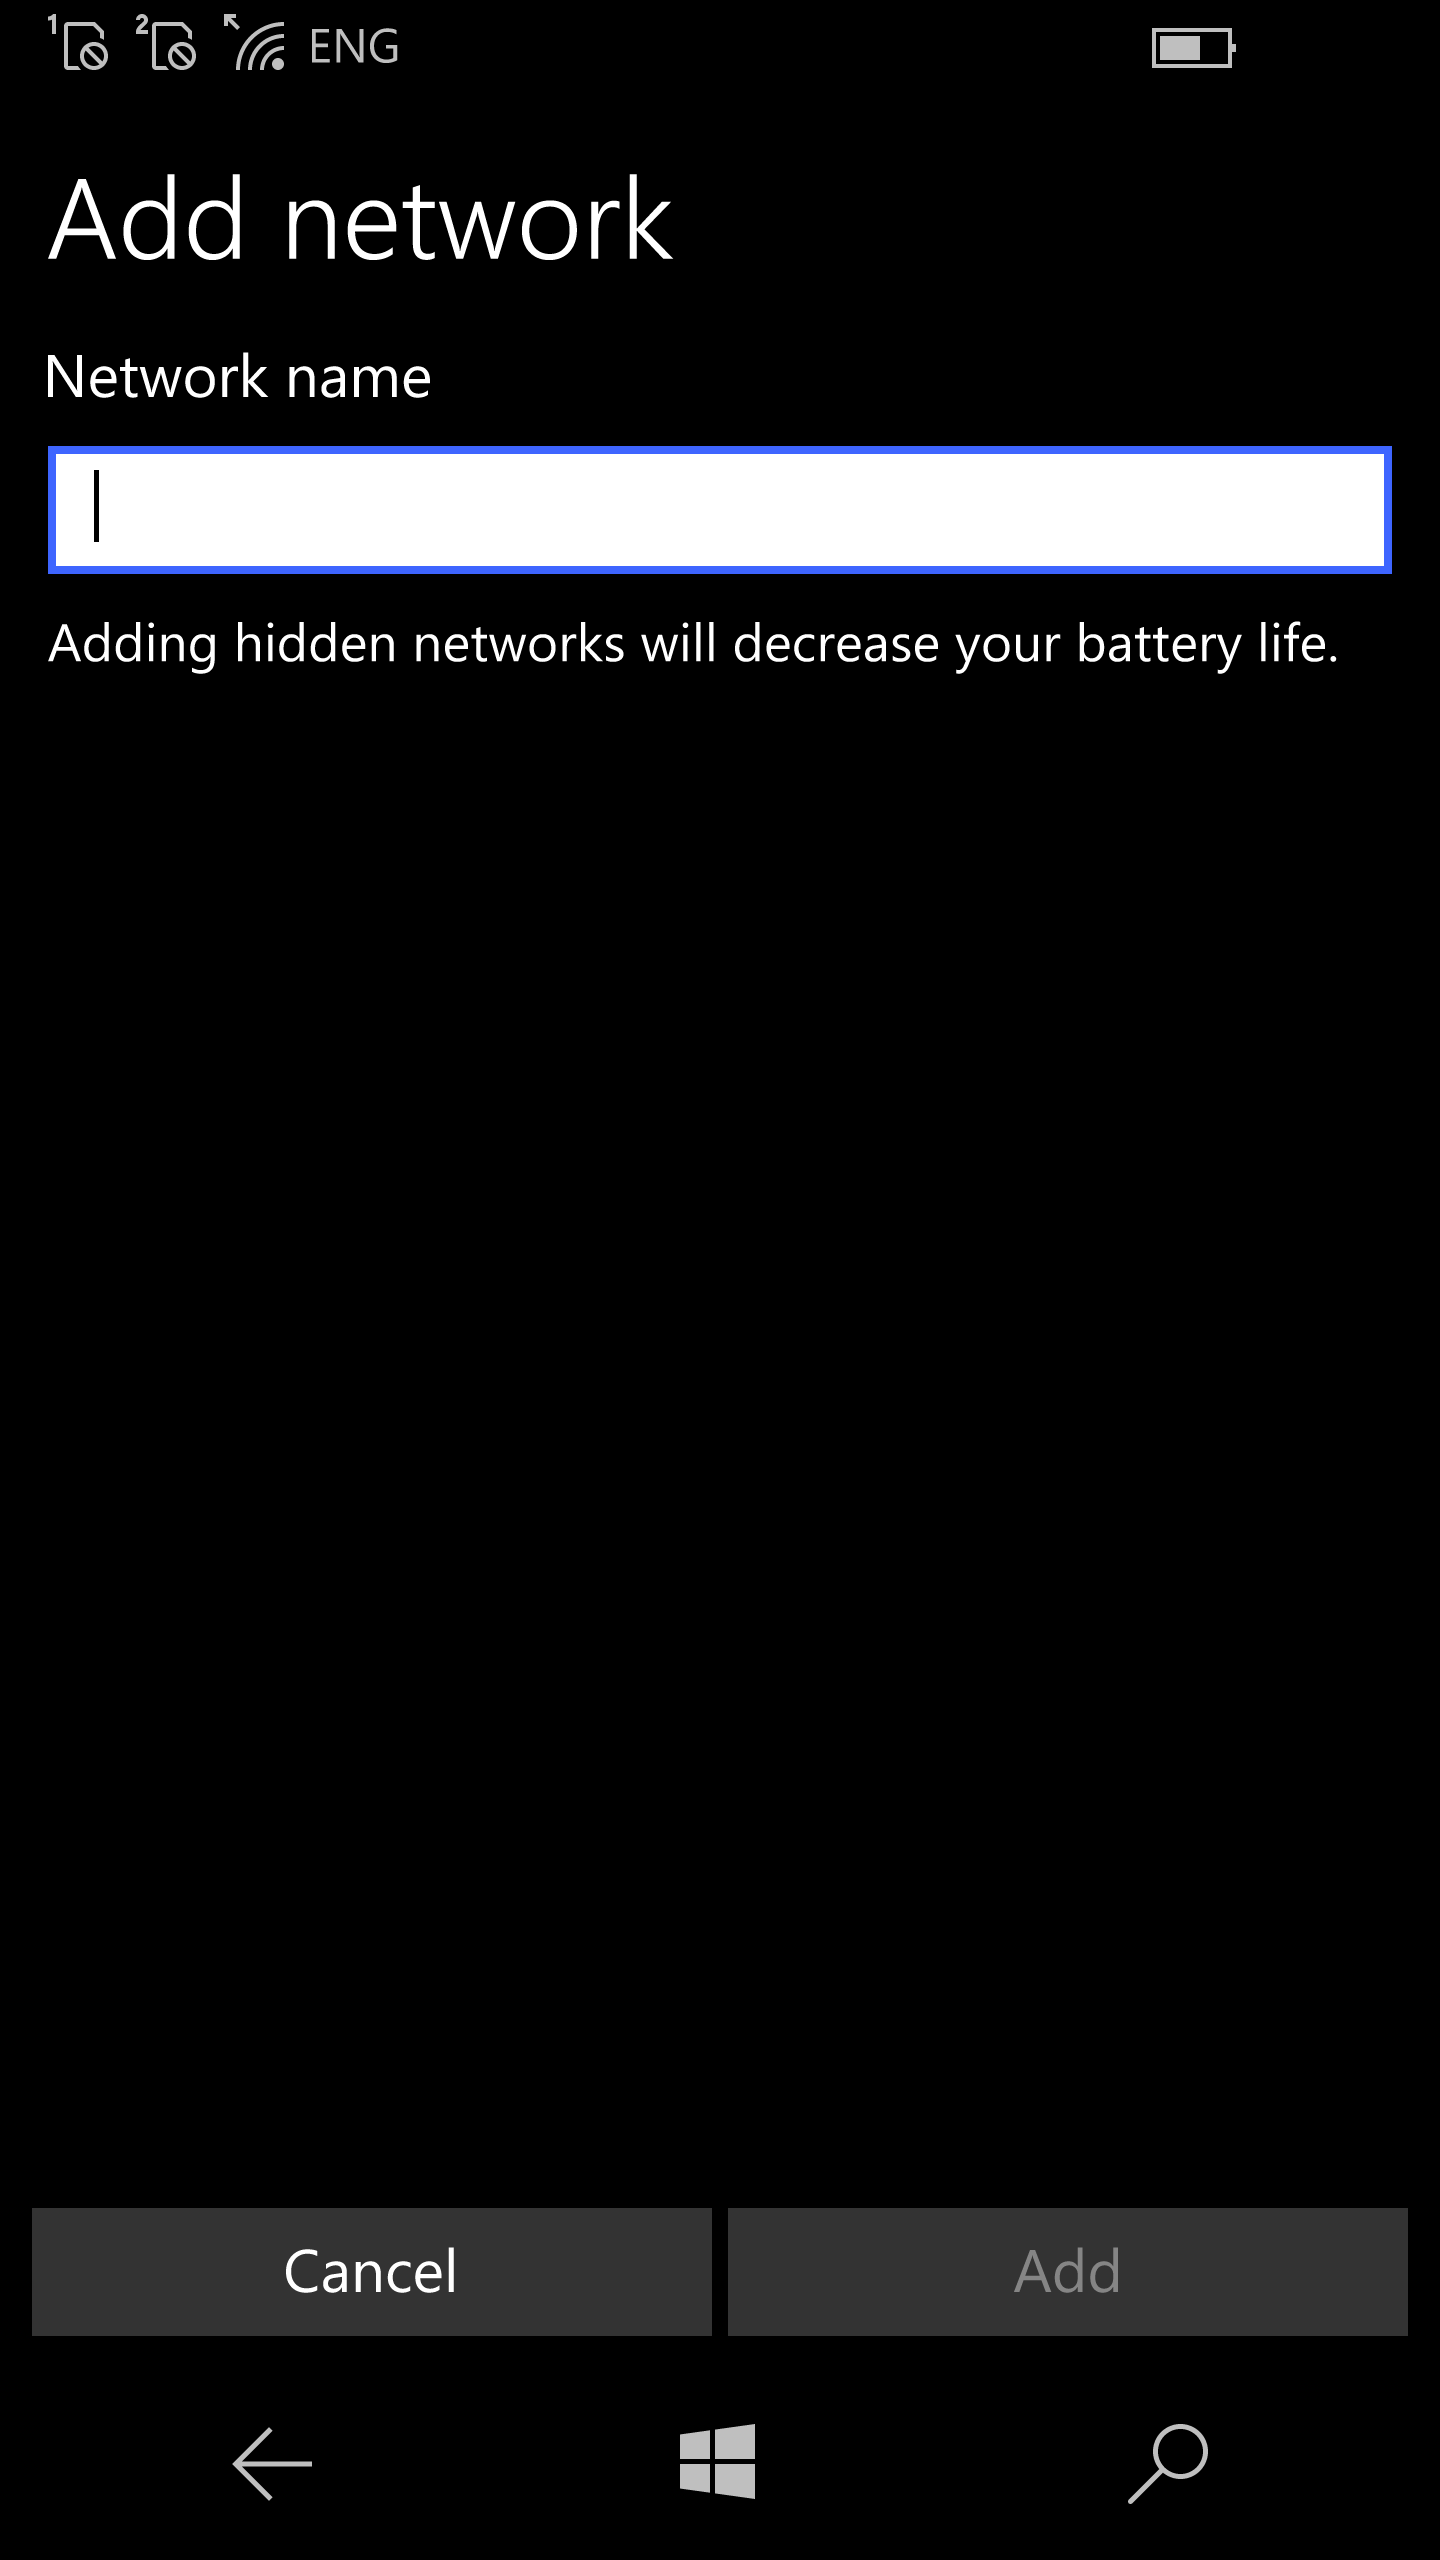 1 2 ENG
Add network
Network name
Adding hidden networks will decrease your battery life.
Cancel Add